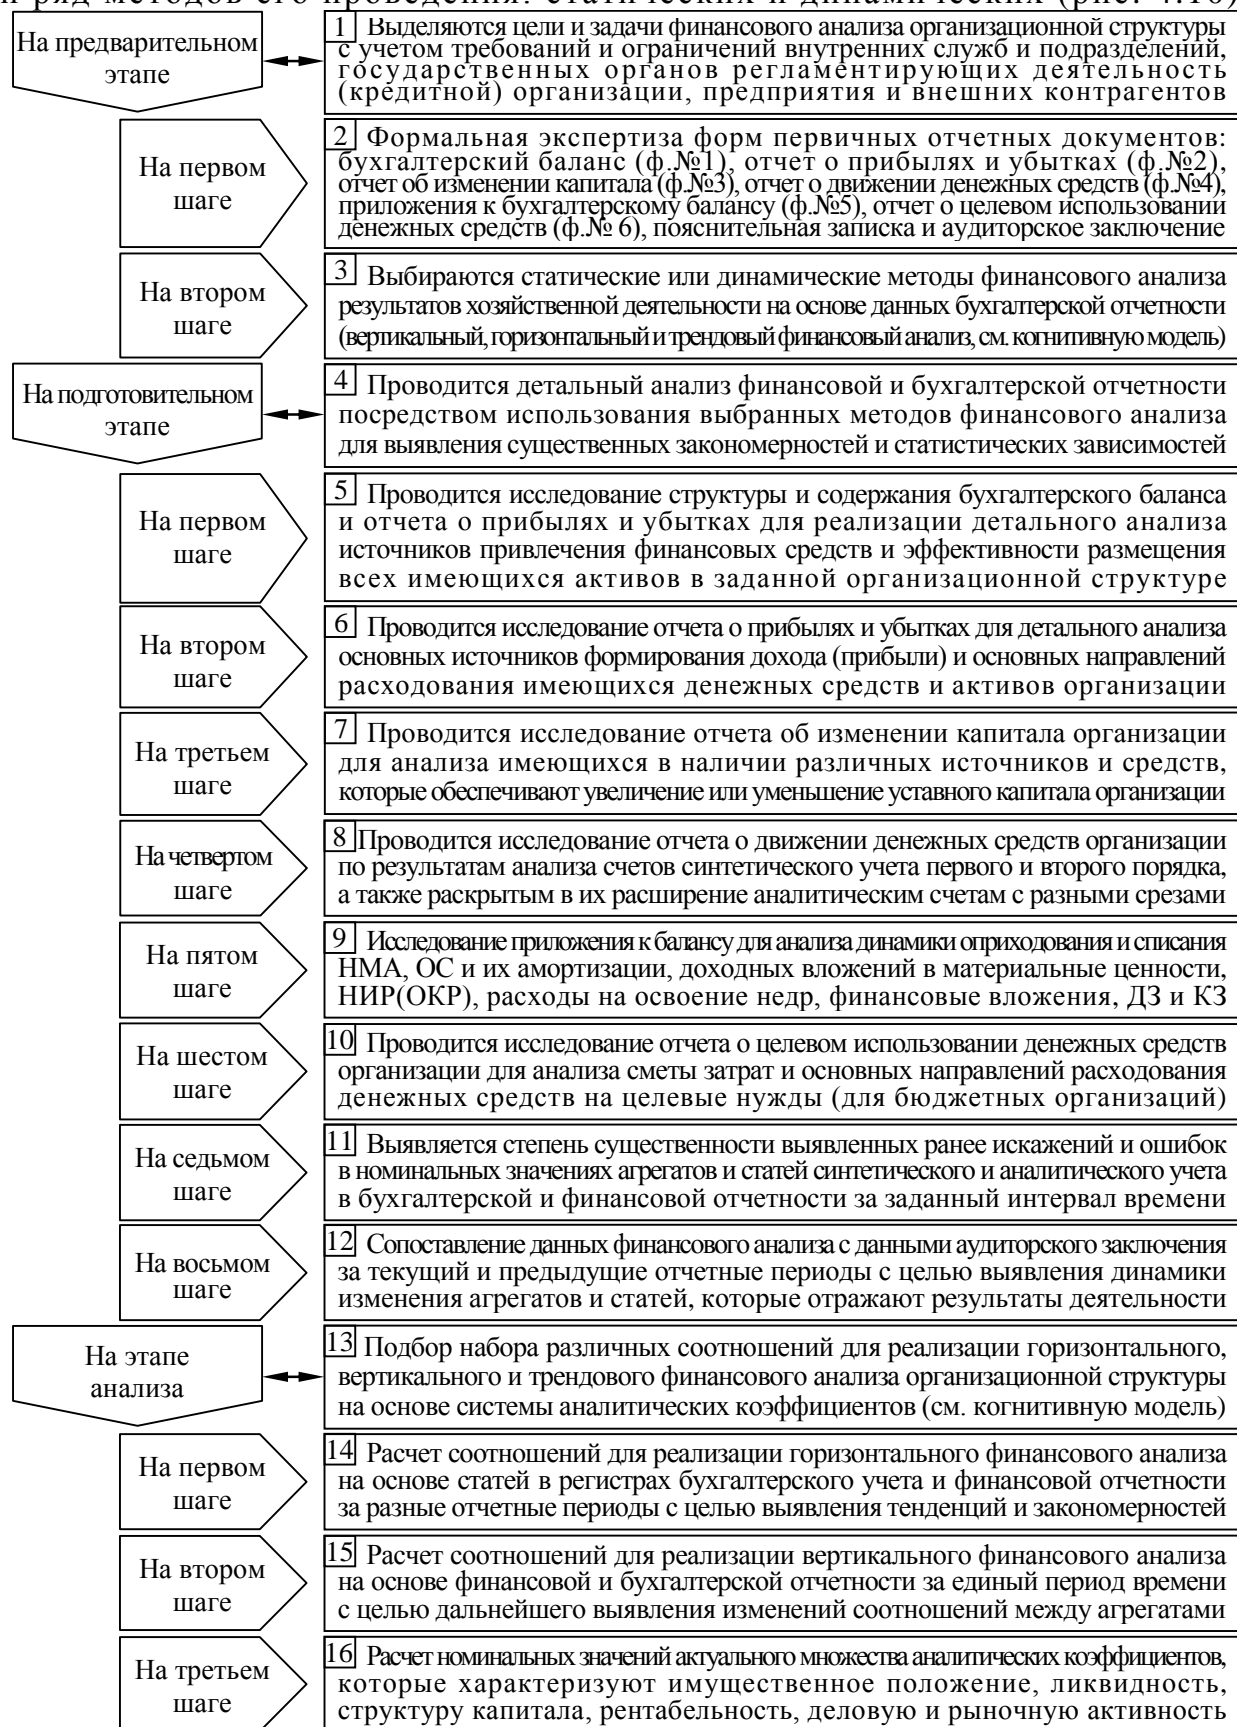 и ряд методов его проведения: статических и динамических (рис. 4.10)
На предварительном
этапе
1 Выделяются цели и задачи финансового анализа организационной структуры
с учетом требований и ограничений внутренних служб и подразделений,
государственных органов регламентирующих деятельность
(кредитной) организации, предприятия и внешних контрагентов
На первом
шаге
2 Формальная экспертиза форм первичных отчетных документов:
бухгалтерский баланс (ф.№1), отчет о прибылях и убытках (ф.№2),
отчет об изменении капитала (ф.№3), отчет о движении денежных средств (ф.№4),
приложения к бухгалтерскому балансу (ф.№5), отчет о целевом использовании
денежных средств (ф.№ 6), пояснительная записка и аудиторское заключение
На втором
шаге
3 Выбираются статические или динамические методы финансового анализа
результатов хозяйственной деятельности на основе данных бухгалтерской отчетности
(вертикальный, горизонтальный и трендовый финансовый анализ, см. когнитивную модель)
На подготовительном
этапе
4 Проводится детальный анализ финансовой и бухгалтерской отчетности
посредством использования выбранных методов финансового анализа
для выявления существенных закономерностей и статистических зависимостей
На первом
шаге
5 Проводится исследование структуры и содержания бухгалтерского баланса
и отчета о прибылях и убытках для реализации детального анализа
источников привлечения финансовых средств и эффективности размещения
всех имеющихся активов в заданной организационной структуре
На втором
шаге
6 Проводится исследование отчета о прибылях и убытках для детального анализа
основных источников формирования дохода (прибыли) и основных направлений
расходования имеющихся денежных средств и активов организации
На третьем
шаге
7 Проводится исследование отчета об изменении капитала организации
для анализа имеющихся в наличии различных источников и средств,
которые обеспечивают увеличение или уменьшение уставного капитала организации
На четвертом
шаге
8 Проводится исследование отчета о движении денежных средств организации
по результатам анализа счетов синтетического учета первого и второго порядка,
а также раскрытым в их расширение аналитическим счетам с разными срезами
На пятом
шаге
9 Исследование приложения к балансу для анализа динамики оприходования и списания
НМА, ОС и их амортизации, доходных вложений в материальные ценности,
НИР(ОКР), расходы на освоение недр, финансовые вложения, ДЗ и КЗ
На шестом
шаге
10 Проводится исследование отчета о целевом использовании денежных средств
организации для анализа сметы затрат и основных направлений расходования
денежных средств на целевые нужды (для бюджетных организаций)
На седьмом
шаге
11 Выявляется степень существенности выявленных ранее искажений и ошибок
в номинальных значениях агрегатов и статей синтетического и аналитического учета
в бухгалтерской и финансовой отчетности за заданный интервал времени
На восьмом
шаге
12 Сопоставление данных финансового анализа с данными аудиторского заключения
за текущий и предыдущие отчетные периоды с целью выявления динамики
изменения агрегатов и статей, которые отражают результаты деятельности
На этапе
анализа
13 Подбор набора различных соотношений для реализации горизонтального,
вертикального и трендового финансового анализа организационной структуры
на основе системы аналитических коэффициентов (см. когнитивную модель)
На первом
шаге
14 Расчет соотношений для реализации горизонтального финансового анализа
на основе статей в регистрах бухгалтерского учета и финансовой отчетности
за разные отчетные периоды с целью выявления тенденций и закономерностей
На втором
шаге
15 Расчет соотношений для реализации вертикального финансового анализа
на основе финансовой и бухгалтерской отчетности за единый период времени
с целью дальнейшего выявления изменений соотношений между агрегатами
На третьем
шаге
16 Расчет номинальных значений актуального множества аналитических коэффициентов,
которые характеризуют имущественное положение, ликвидность,
структуру капитала, рентабельность, деловую и рыночную активность